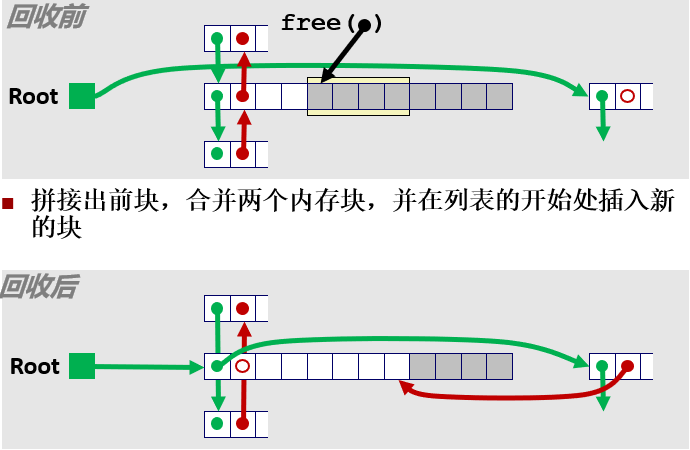 回收前
free( )
Root
拼接出前块，合并两个内存块，并在列表的开始处插入新
的块
回收后
Root